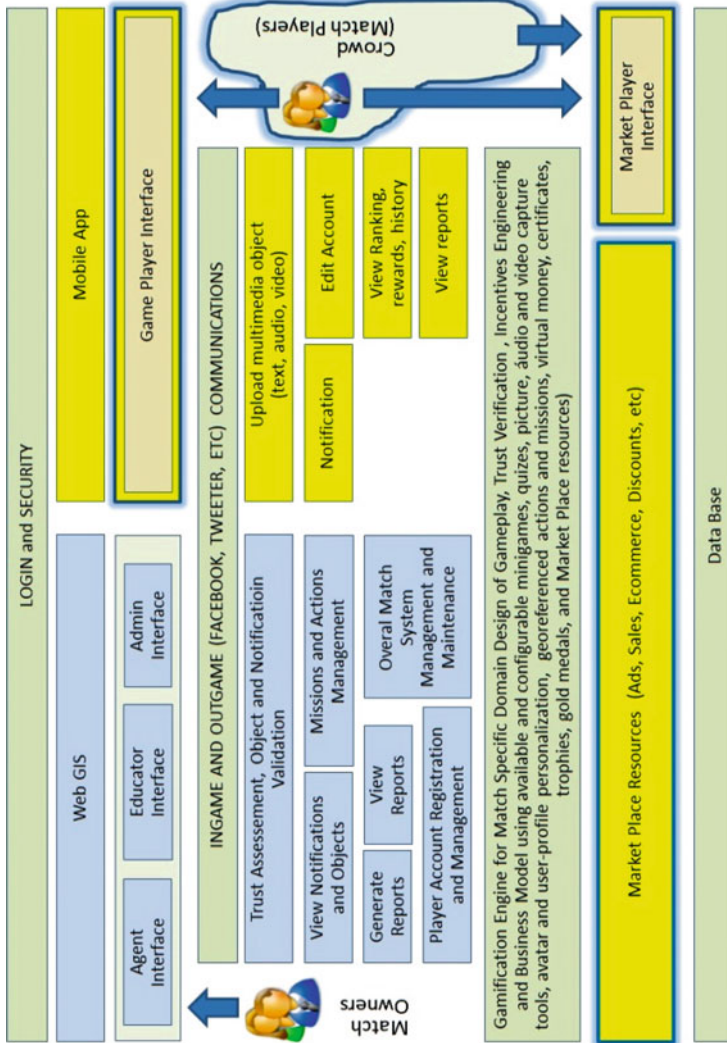 LOGIN and SECURITY
Web GIS
Mobile App
Agent
Interface
Educator
Interface
Admin
Interface
Game Player Interface
Match
Owners
Crowd
(Match Players)
INGAME AND OUTGAME (FACEBOOK, TWEETER, ETC) COMMUNICATIONS
Trust Assessment, Object and Notificatioin
Validation
Upload multimedia object
(text, audio, video)
View Notifications
and Objects
Missions and Actions
Management
Notification
Edit Account
Generate
Reports
View
Reports
Overal Match
System
Management and
Maintenance
View Ranking,
rewards, history
Player Account Registration
and Management
View reports
Gamification Engine for Match Specific Domain Design of Gameplay, Trust Verification , Incentives Engineering
and Business Model using available and configurable minigames, quizes, picture, áudio and video capture
tools, avatar and user-profile personalization, georeferenced actions and missions, virtual money, certificates,
trophies, gold medals, and Market Place resources)
Market Place Resources (Ads, Sales, Ecommerce, Discounts, etc)
Market Player
Interface
Data Base